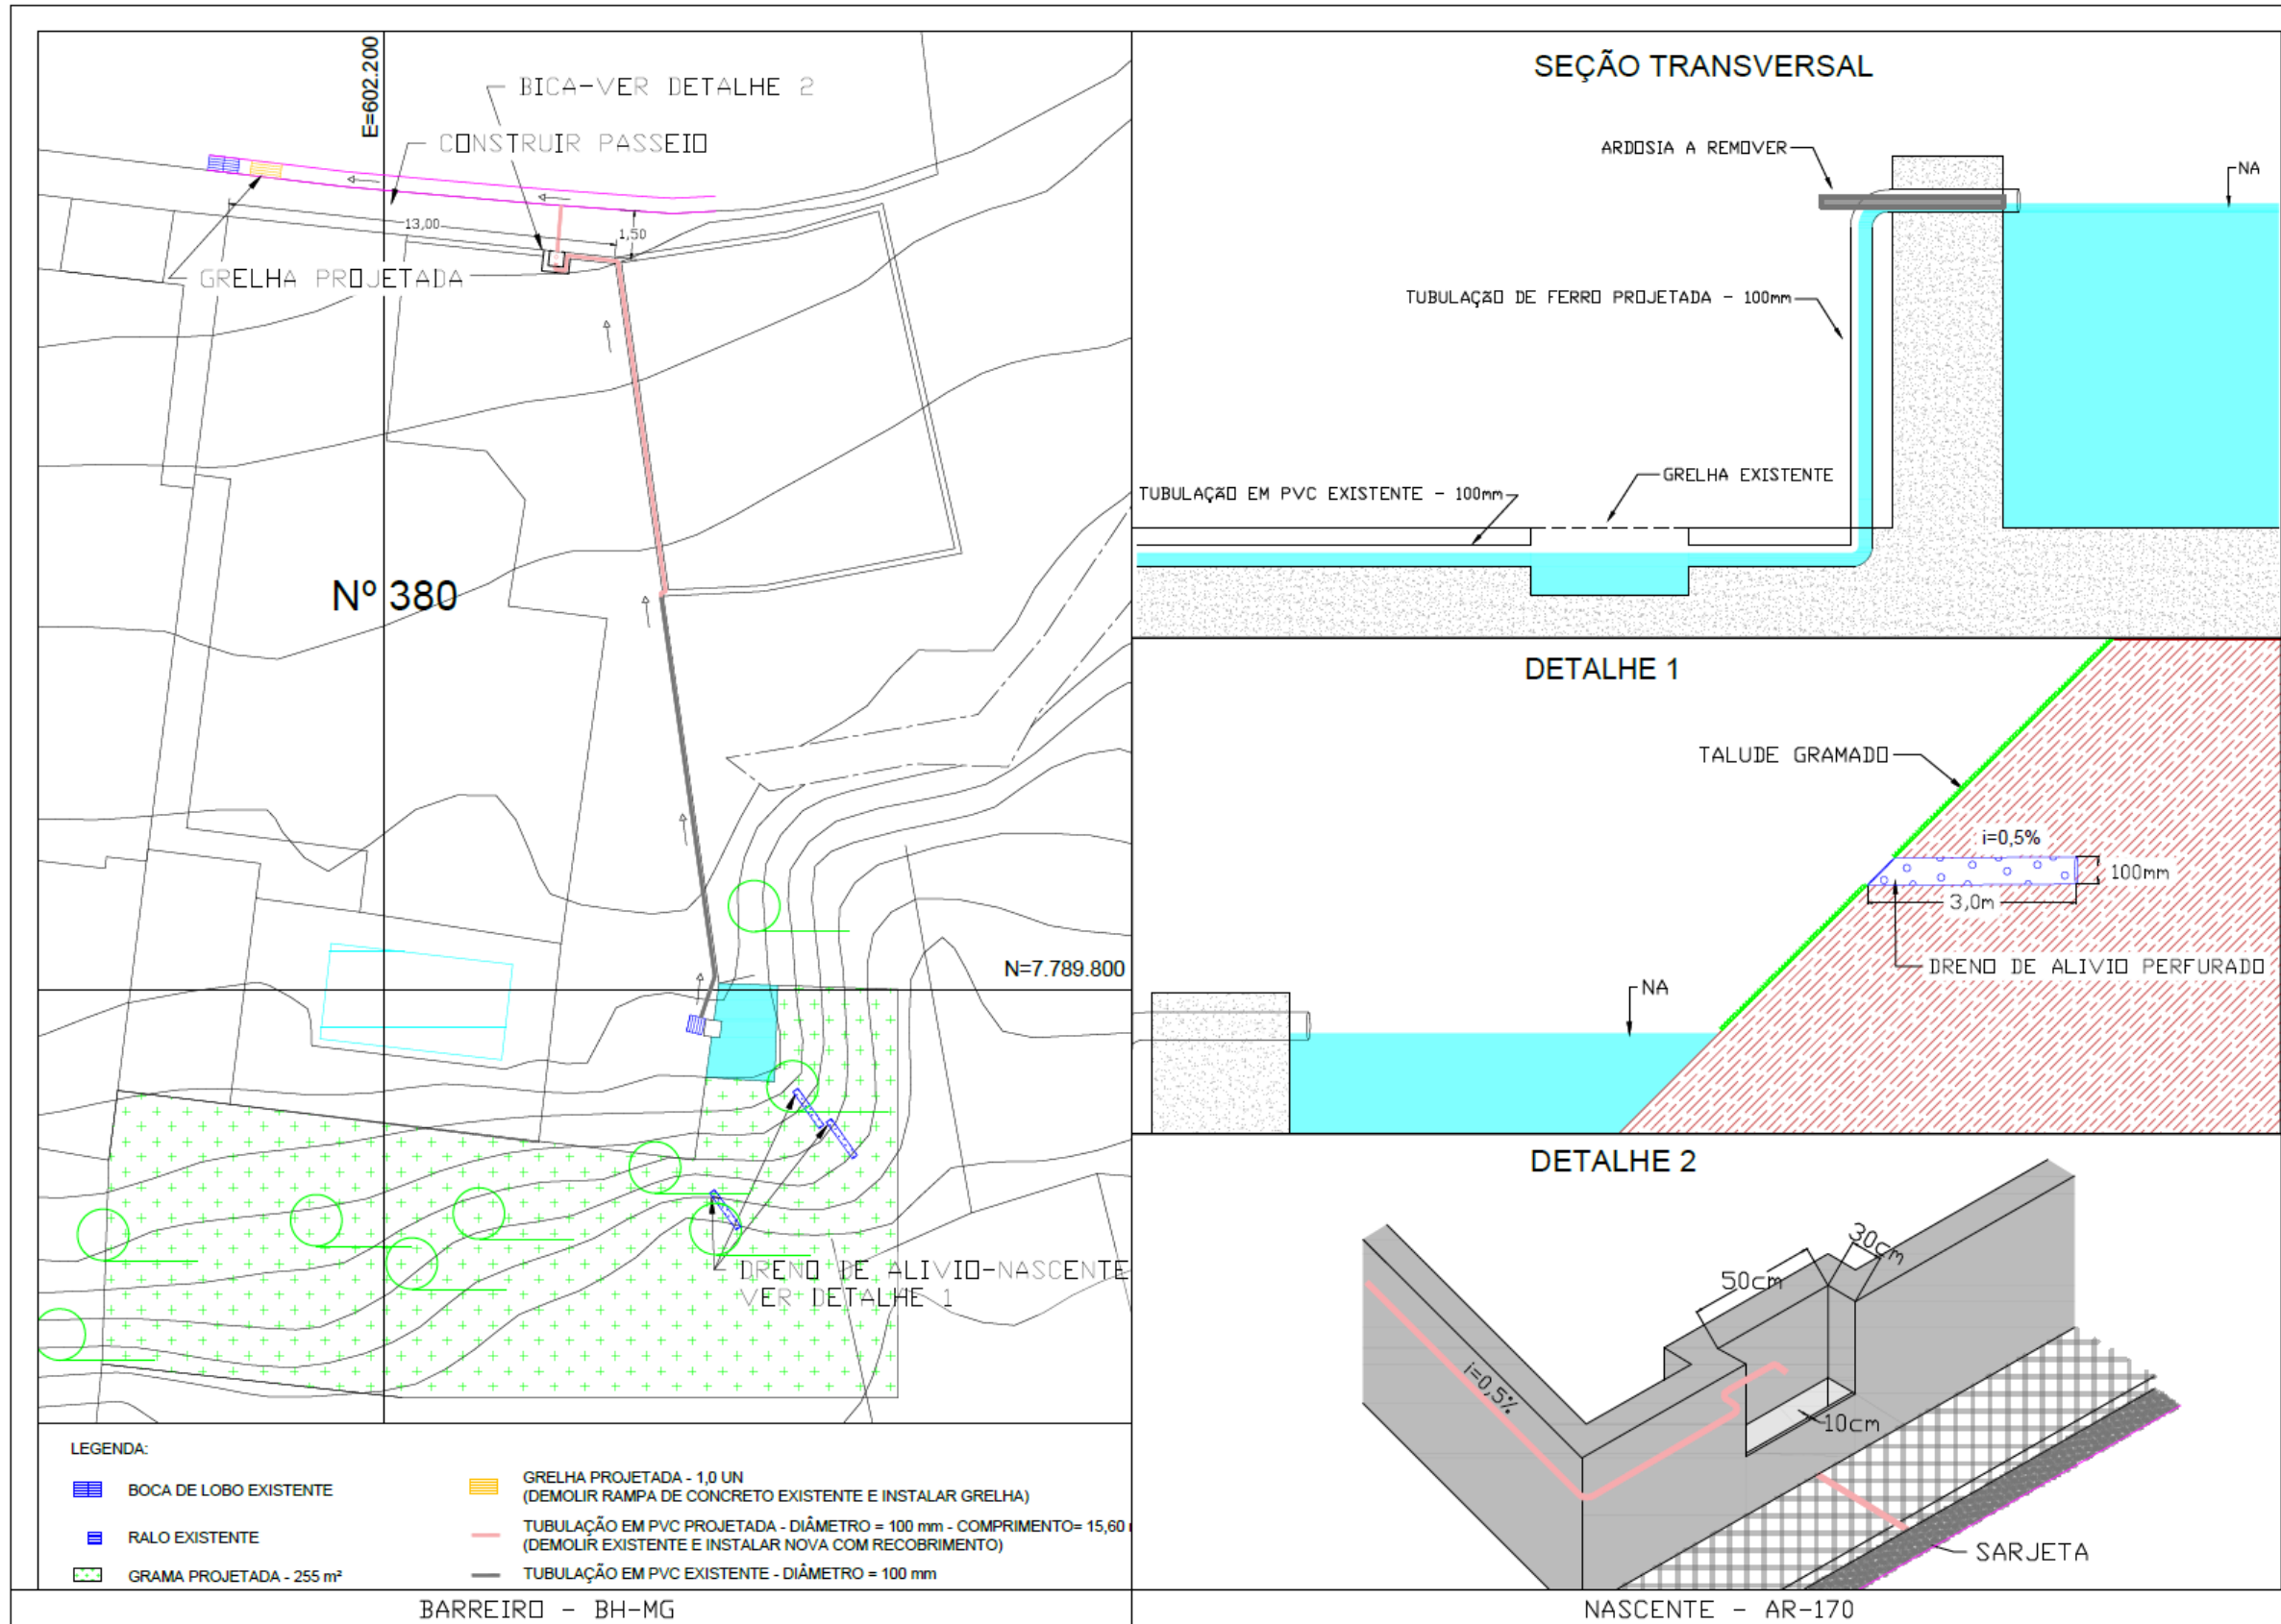 E=602.200
BICA-VER DETALHE 2
CONSTRUIR PASSEIO
13,00
1,50
GRELHA PROJETADA
Nº 380
N=7.789.800
DRENO DE ALIVIO-NASCENTE
VER DETALHE 1
LEGENDA:
BOCA DE LOBO EXISTENTE
RALO EXISTENTE
GRAMA PROJETADA - 255 m²
GRELHA PROJETADA - 1,0 UN
(DEMOLIR RAMPA DE CONCRETO EXISTENTE E INSTALAR GRELHA)
TUBULAÇÃO EM PVC PROJETADA - DIÂMETRO = 100 mm - COMPRIMENTO= 15,60
(DEMOLIR EXISTENTE E INSTALAR NOVA COM RECOBRIMENTO)
TUBULAÇÃO EM PVC EXISTENTE - DIÂMETRO = 100 mm
BARREIRO - BH-MG
SEÇÃO TRANSVERSAL
ARDOSIA A REMOVER
NA
TUBULAÇÃO DE FERRO PROJETADA - 100mm
GRELHA EXISTENTE
TUBULAÇÃO EM PVC EXISTENTE - 100mm
DETALHE 1
TALUDE GRAMADO
i=0,5%
100mm
3,0m
DRENO DE ALIVIO PERFURADO
NA
DETALHE 2
30cm
50cm
i=0,5%
10cm
SARJETA
NASCENTE - AR-170